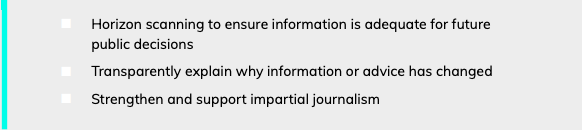 Horizon scanning to ensure information is adequate for future
public decisions
Transparently explain why information or advice has changed
Strengthen and support impartial journalism